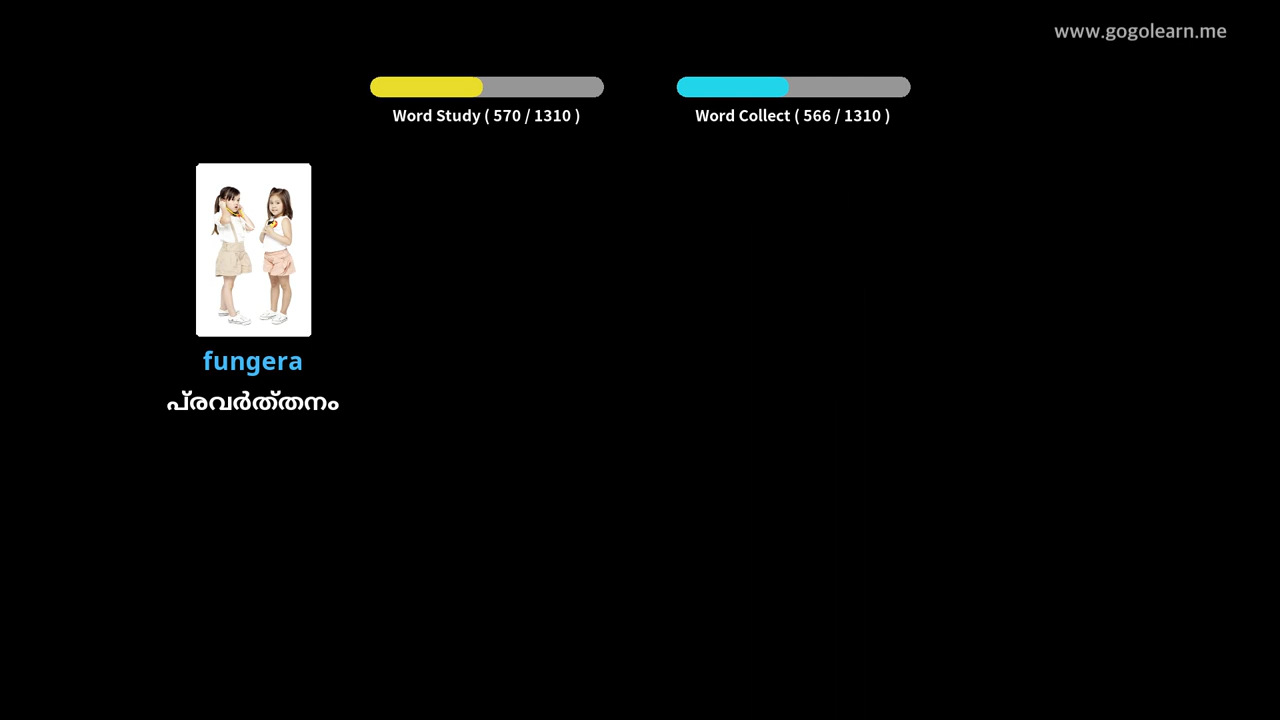 www.gogolearn.me
Word Study ( 570 / 1310 )
Word Collect ( 566 / 1310 )
fungera
പ്രവർത്തനം